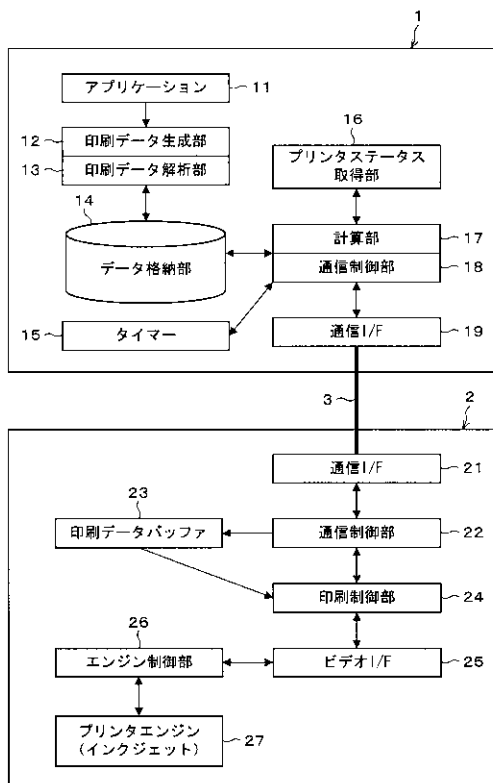 1
アプリケーション 11
12 印刷データ生成部
13 印刷データ解析部
14
データ格納部
15 タイマー
16
プリンタステータス
取得部
計算部 17
通信制御部 18
通信I/F 19
3
2
通信I/F 21
23
印刷データバッファ
通信制御部 22
印刷制御部 24
26
エンジン制御部
ビデオI/F 25
プリンタエンジン
(インクジェット) 27